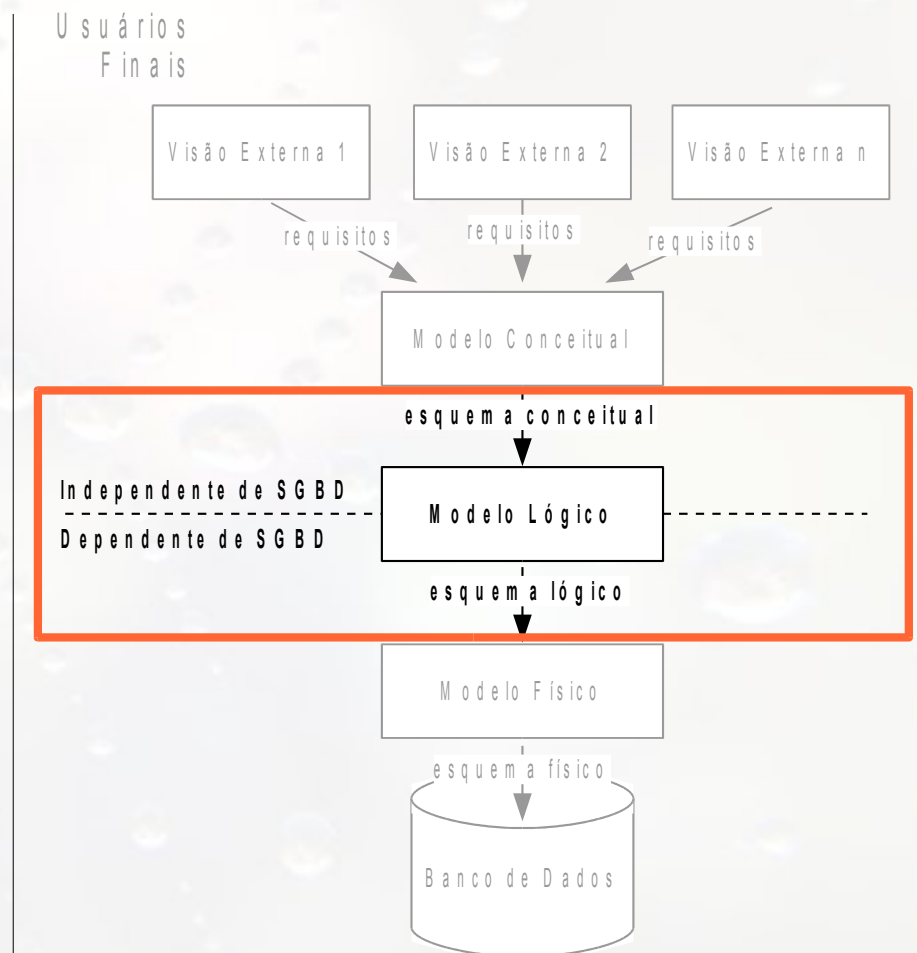 Usuários
Finais
Visão Externa 1
Visão Externa 2
Visão Externa n
requisitos
requisitos
requisitos
Modelo Conceitual
esquema conceitual
Independente de SGBD
Modelo Lógico
Dependente de SGBD
esquema lógico
Modelo Físico
esquema físico
Banco de Dados